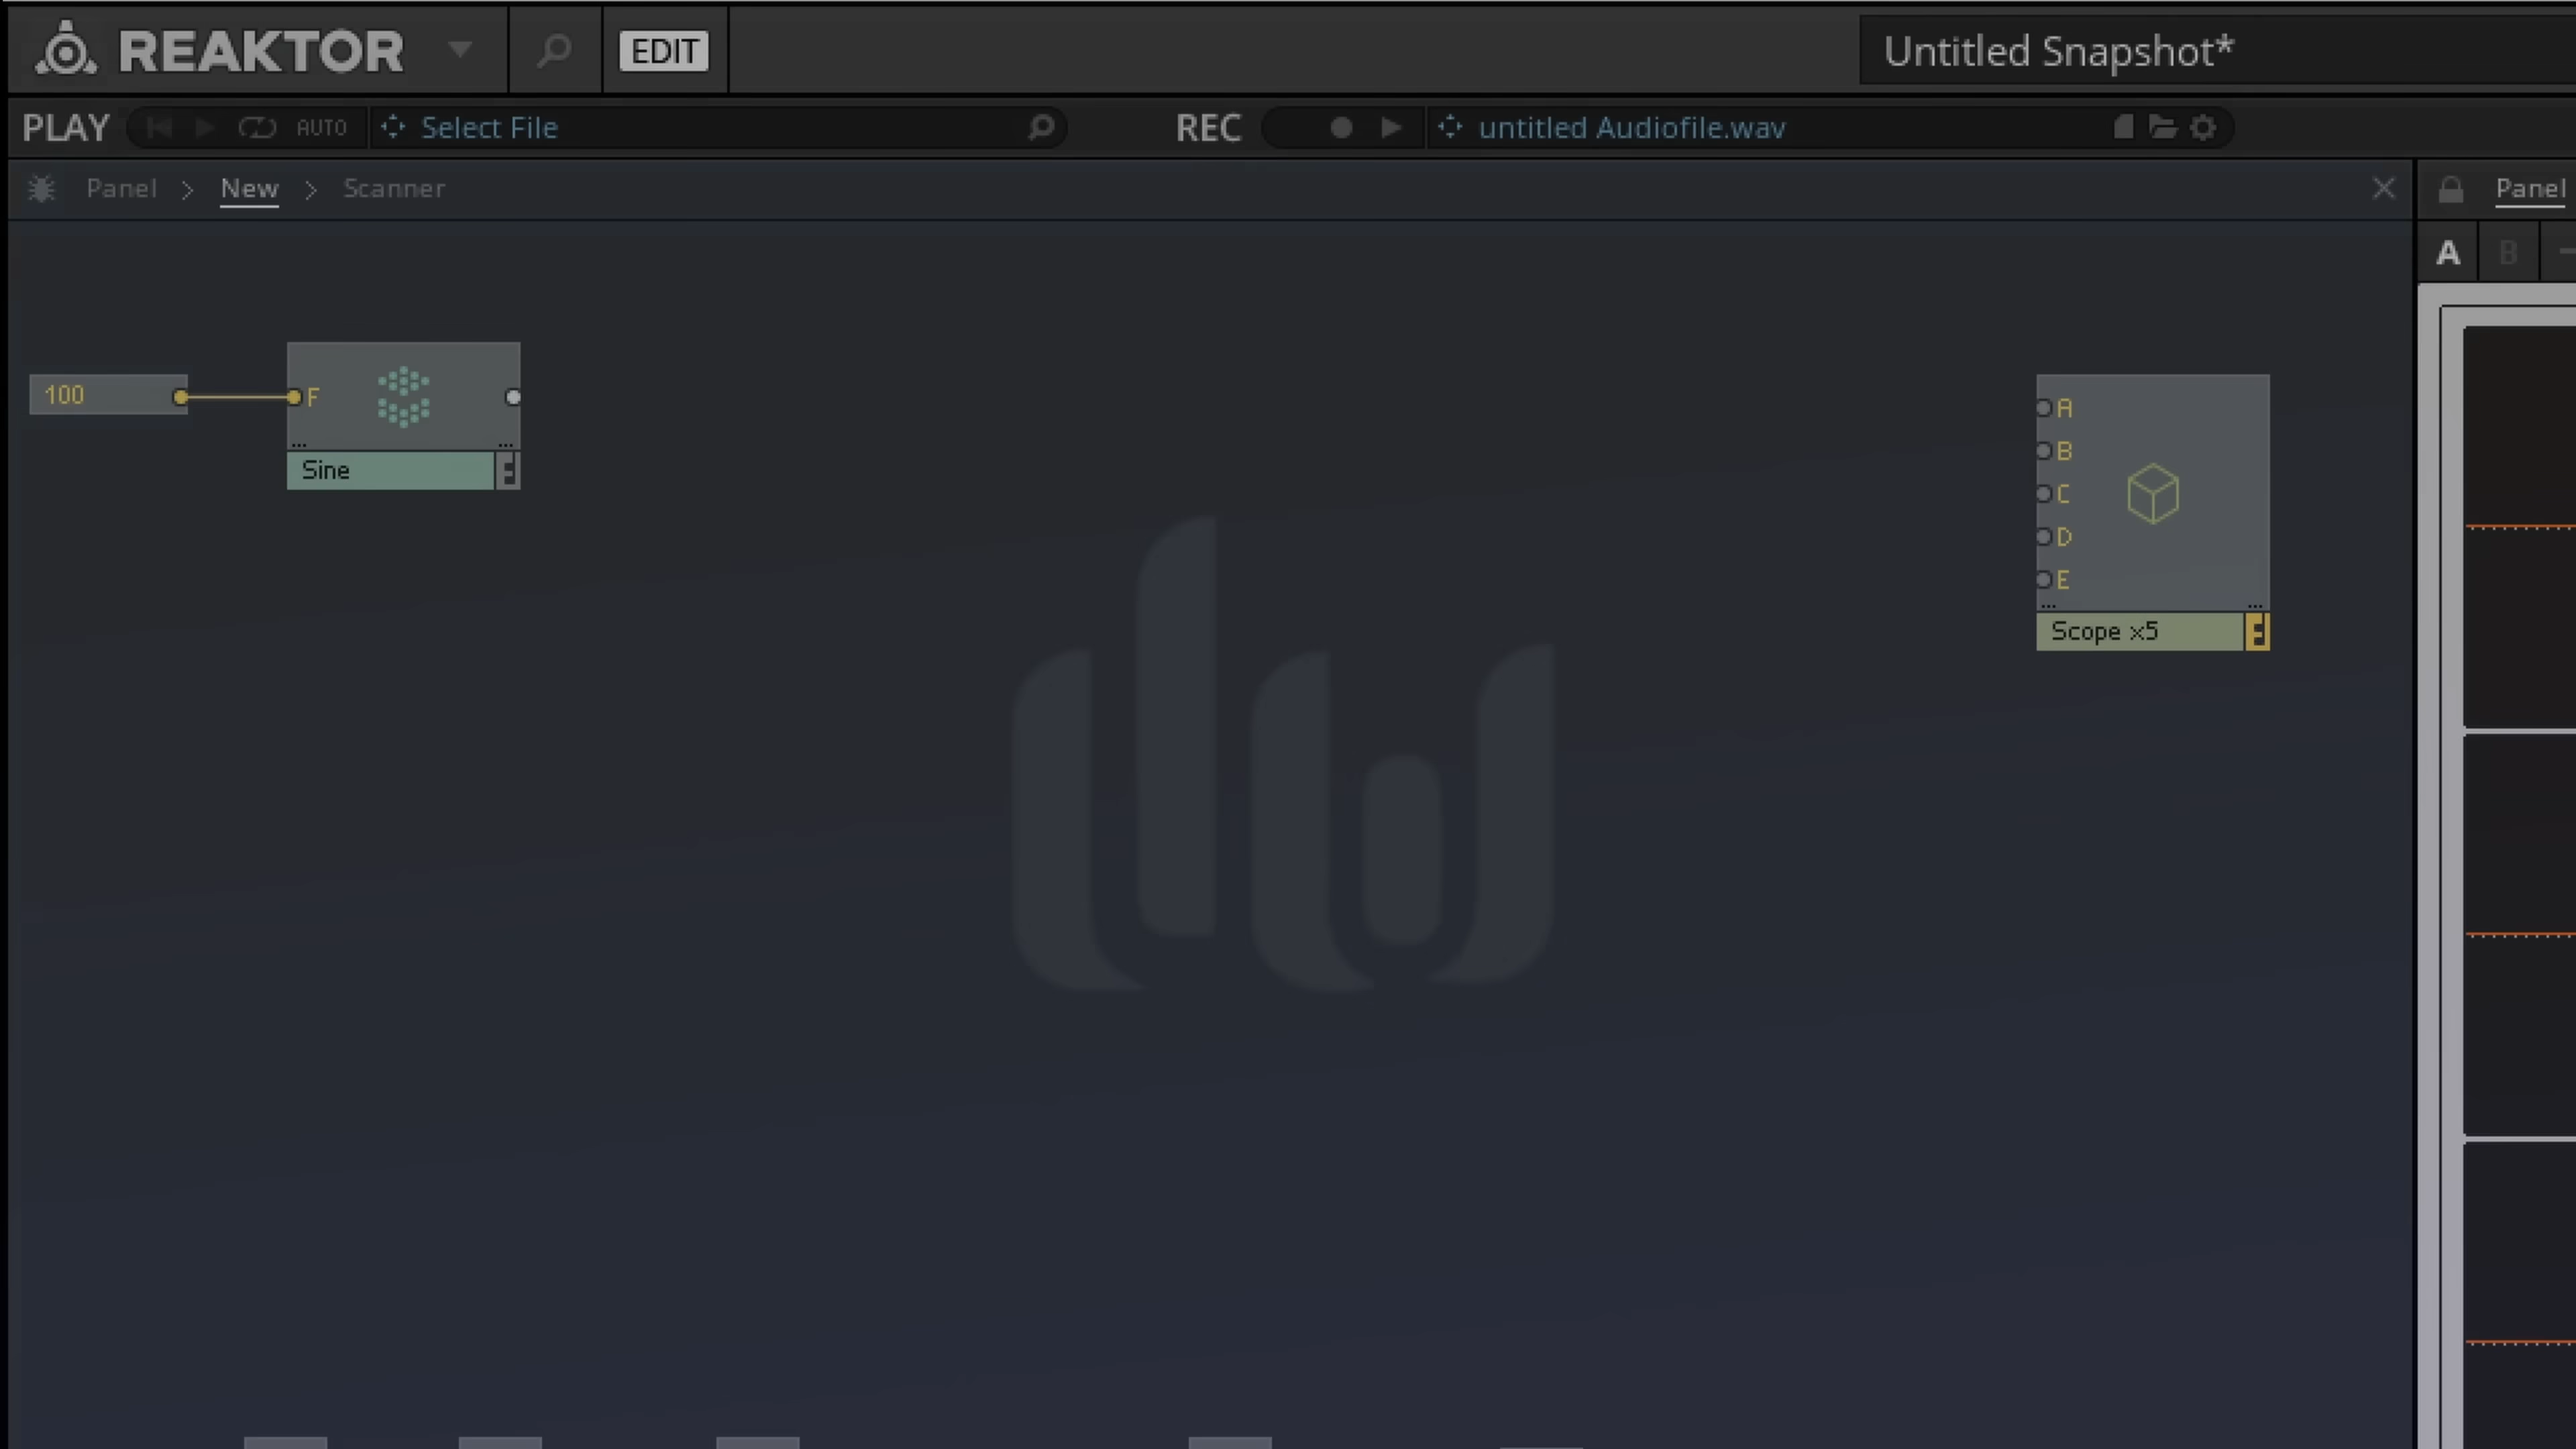 REAKTOR EDIT Untitled Snapshot*
PLAY AUTO Select File REC untitled Audiofile.wav
Panel > New > Scanner Panel
A B
100 F
Sine
A
B
C
D
E
Scope x5